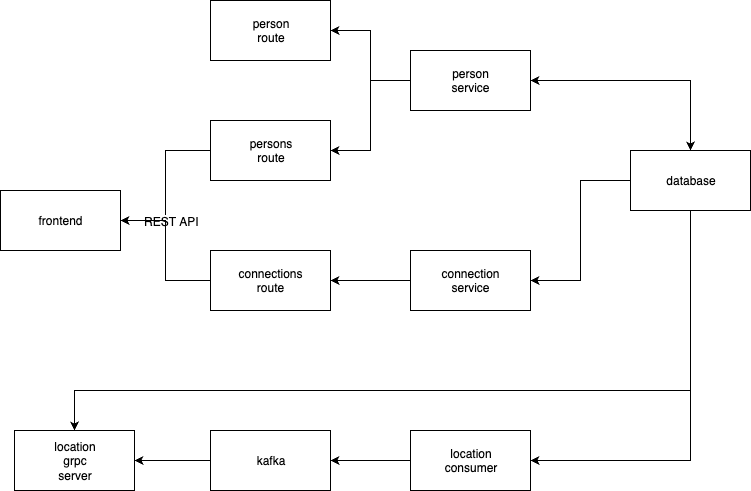 person
route
person
service
persons
route
database
frontend
REST API
connections
route
connection
service
location
grpc
server
kafka
location
consumer